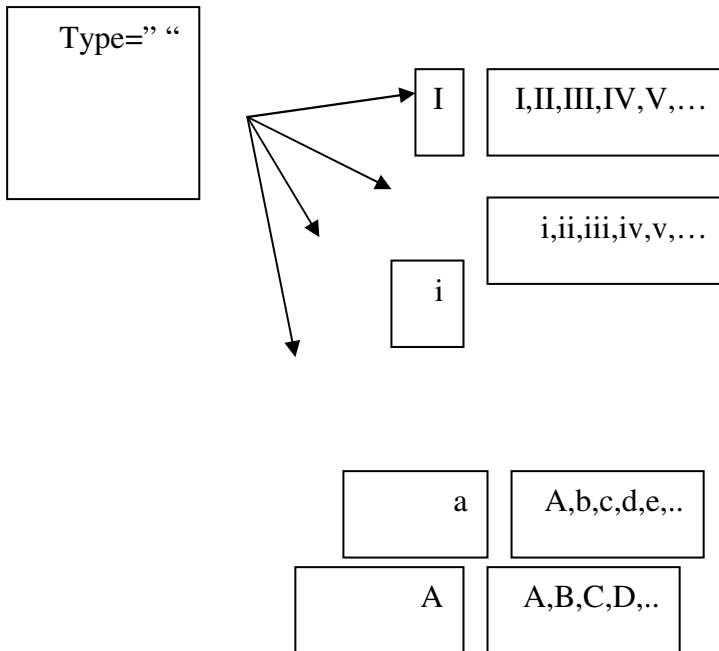 Type=” “
I I,II,III,IV,V,…
i,ii,iii,iv,v,…
i
a A,b,c,d,e,..
A A,B,C,D,..